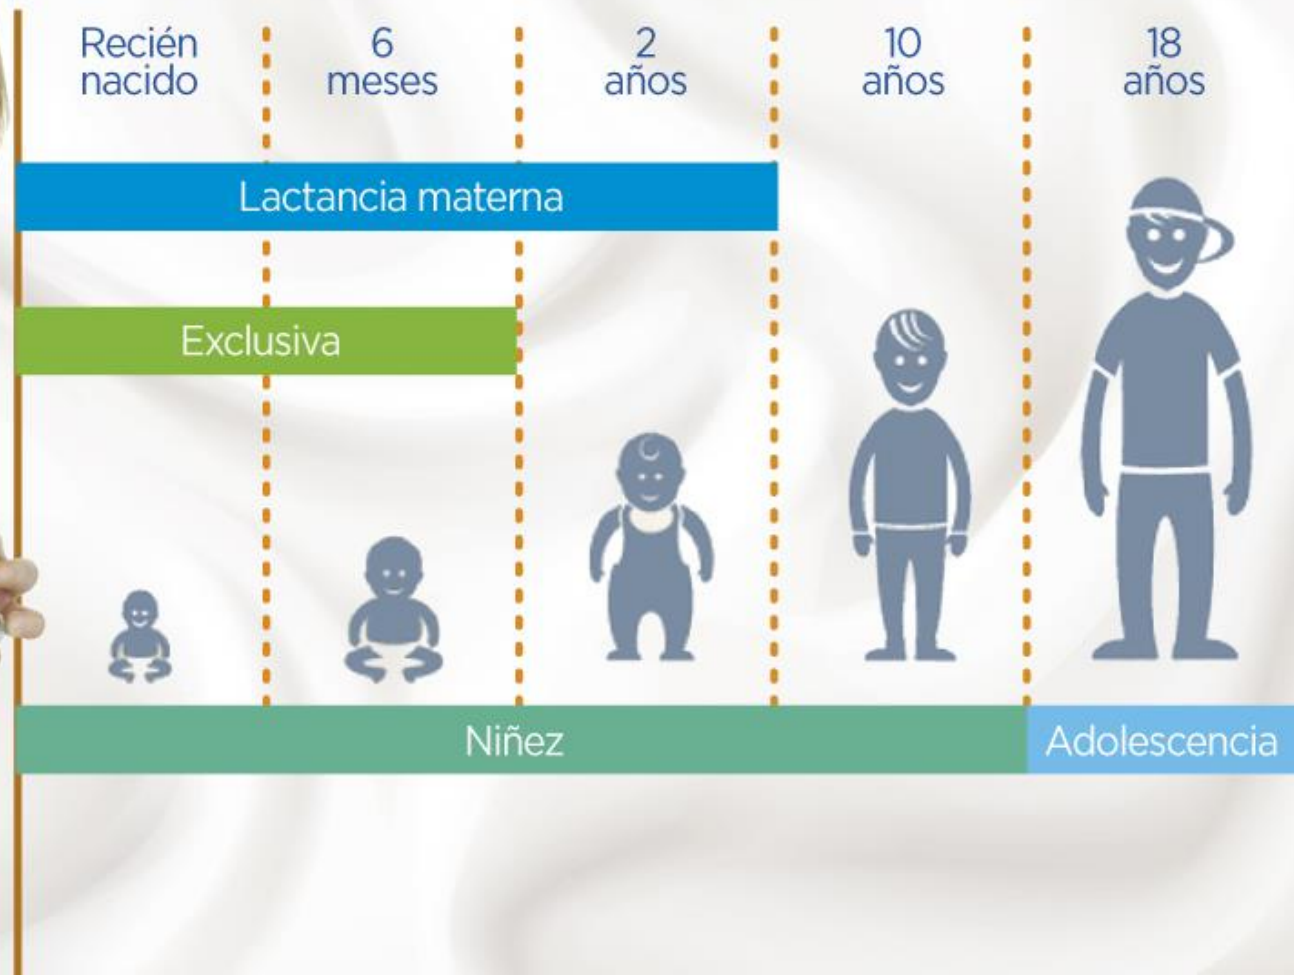 Recién
nacido
6
meses
2
años
10
años
18
años
Lactancia materna
Exclusiva
Niñez
Adolescencia